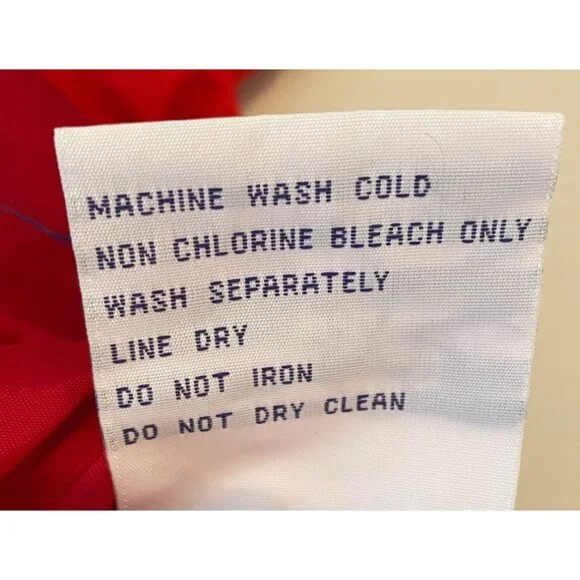 MACHINE WASH COLD
NON CHLORINE BLEACH ONLY
WASH SEPARATELY
LINE DRY
DO NOT IRON
DO NOT DRY CLEAN